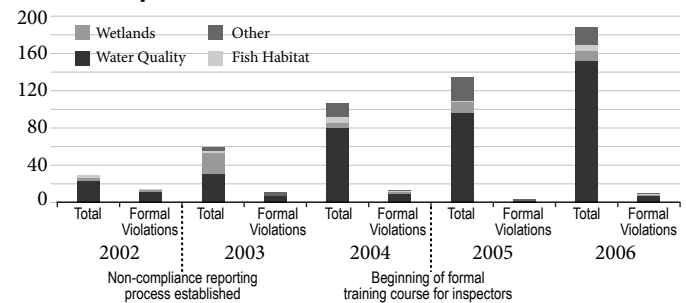 200
Wetlands Other
160
Water Quality Fish Habitat
120
80
40
0
Total Formal Violations Total Formal Violations Total Formal Violations Total Formal Violations Total Formal Violations
2002 2003 2004 2005 2006
Non-compliance reporting
process established
Beginning of formal
training course for inspectors